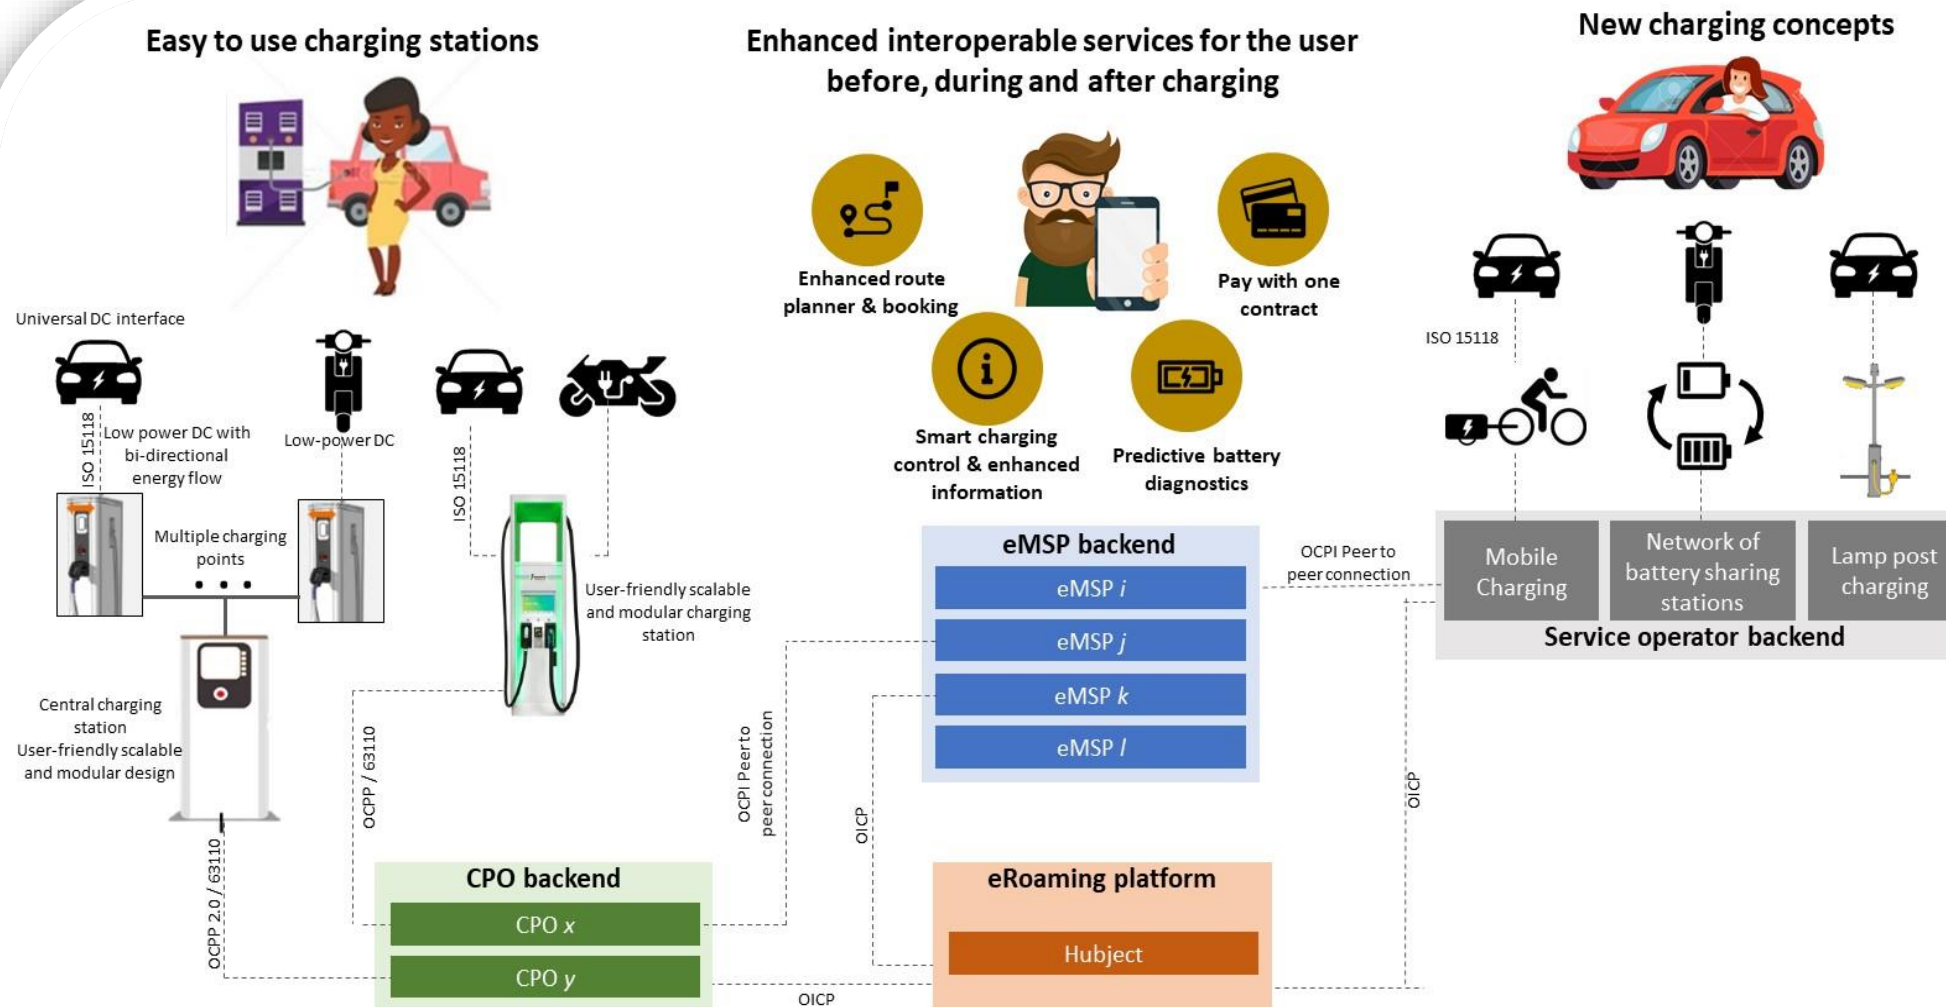 Easy to use charging stations
Enhanced interoperable services for the user
before, during and after charging
New charging concepts
Enhanced route
planner & booking
Pay with one
contract
Smart charging
control & enhanced
information
Predictive battery
diagnostics
Universal DC interface
ISO 15118
Low power DC with
bi-directional
energy flow
Low-power DC
ISO 15118
Multiple charging
points
User-friendly scalable
and modular charging
station
Central charging
station
User-friendly scalable
and modular design
OCPP 2.0 / 63110
OCPP / 63110
CPO backend
CPO x
CPO y
OCPI Peer to
peer connection
OICP
OICP
eMSP backend
eMSP i
eMSP j
eMSP k
eMSP l
eRoaming platform
Hubject
OCPI Peer to
peer connection
OICP
ISO 15118
Mobile
Charging
Network of
battery sharing
stations
Lamp post
charging
Service operator backend